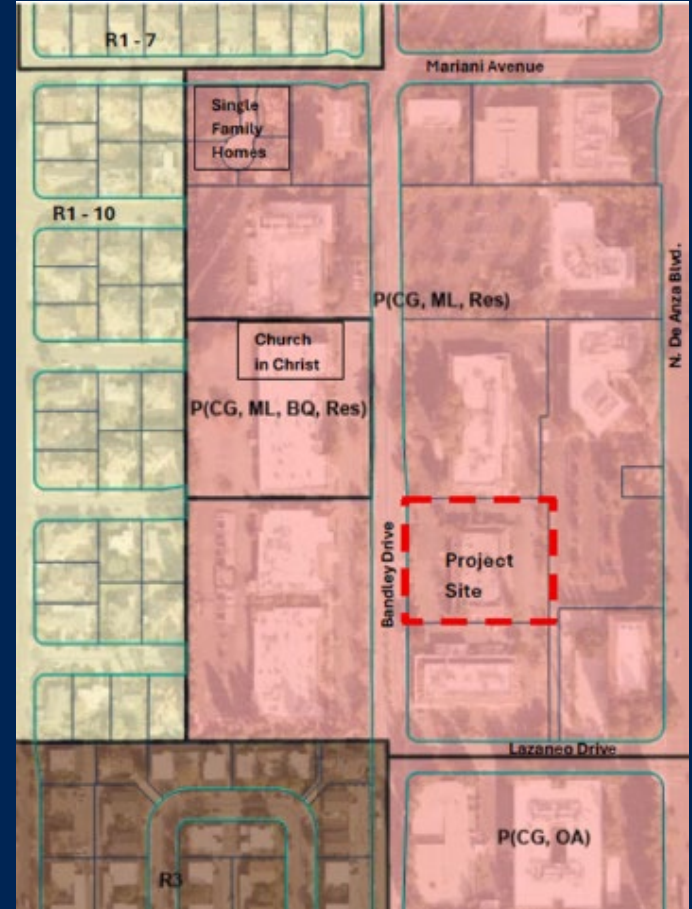 R1 - 7
Mariani Avenue
Single
Family
Homes
R1 - 10
N. De Anza Blvd.
P(CG, ML, Res)
Church
in Christ
P(CG, ML, BQ, Res)
Bandley Drive
Project
Site
Lazaneo Drive
P(CG, OA)
R3